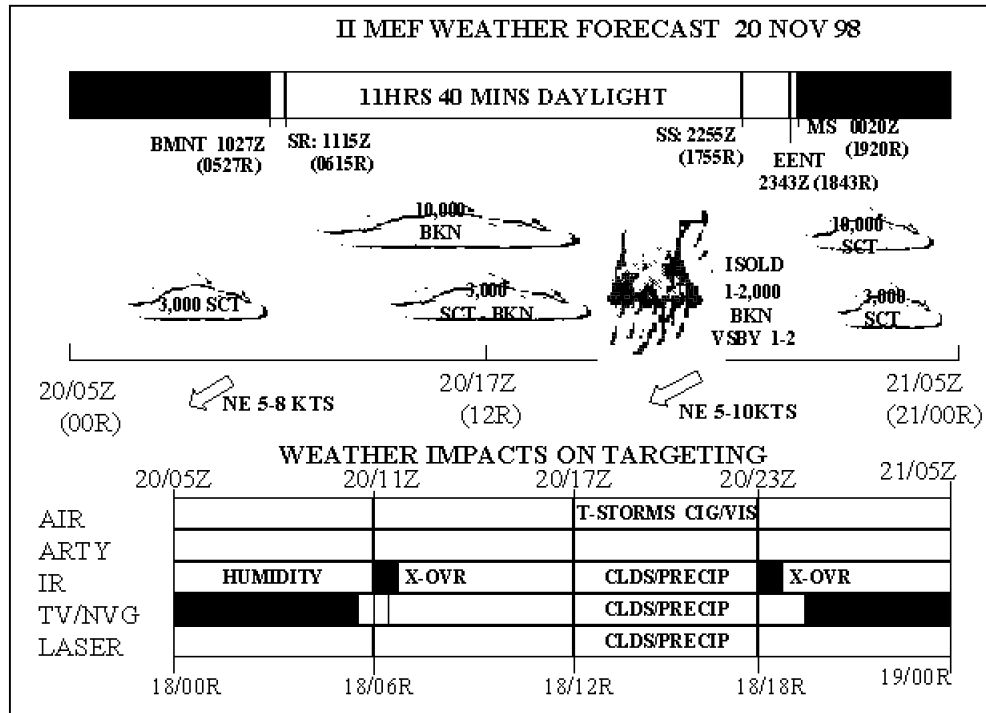 II MEF WEATHER FORECAST 20 NOV 98
11HRS 40 MINS DAYLIGHT
BMNT 1027Z
(0527R)
SR: 1115Z
(0615R)
SS: 2255Z
(1755R)
EENT
2343Z (1843R)
MS 0020Z
(1920R)
10,000
BKN
3,000 SCT
3,000
SCT - BKN
ISOLD
1-2,000
BKN
VSBY 1-2
10,000
SCT
3,000
SCT
20/05Z
(00R)
NE 5-8 KTS
20/17Z
(12R)
NE 5-10KTS
21/05Z
(21/00R)
WEATHER IMPACTS ON TARGETING
20/05Z 20/11Z 20/17Z 20/23Z 21/05Z
AIR T-STORMS CIG/VIS
ARTY
IR HUMIDITY X-OVR CLDS/PRECIP X-OVR
TV/NVG CLDS/PRECIP
LASER CLDS/PRECIP
18/00R 18/06R 18/12R 18/18R 19/00R